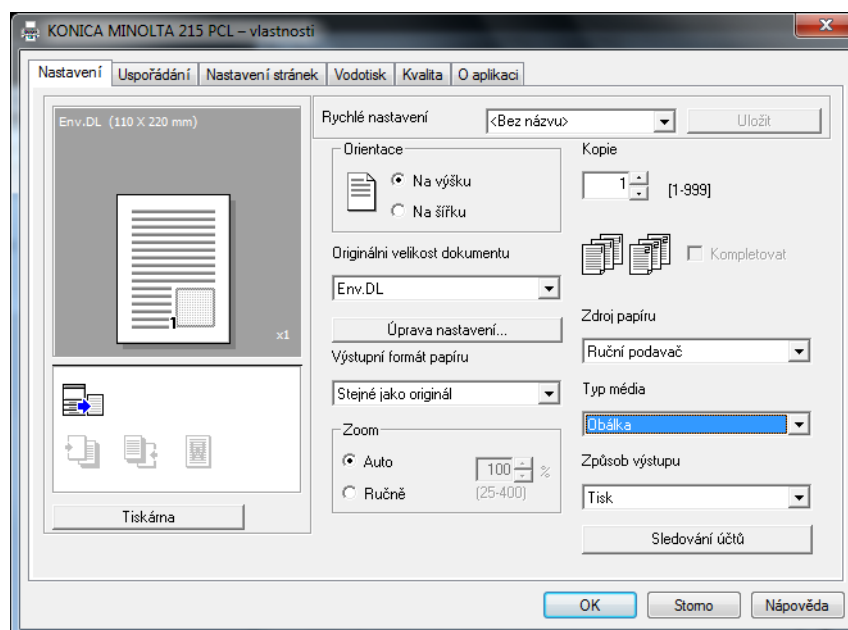 KONICA MINOLTA 215 PCL – vlastnosti
Nastavení Uspořádání Nastavení stránek Vodotisk Kvalita O aplikaci
Env.DL (110 X 220 mm)
1
x1
Tiskárna
Rychlé nastavení <Bez názvu> Uložit
Orientace
Na výšku
Na šířku
Originálni velikost dokumentu
Env.DL
Úprava nastavení...
Výstupní formát papíru
Stejné jako originál
Zoom
Auto 100 %
Ručně (25-400)
Kopie
1 [1-999]
Kompletovat
Zdroj papíru
Ruční podavač
Typ média
Obálka
Způsob výstupu
Tisk
Sledování účtů
OK Storno Nápověda